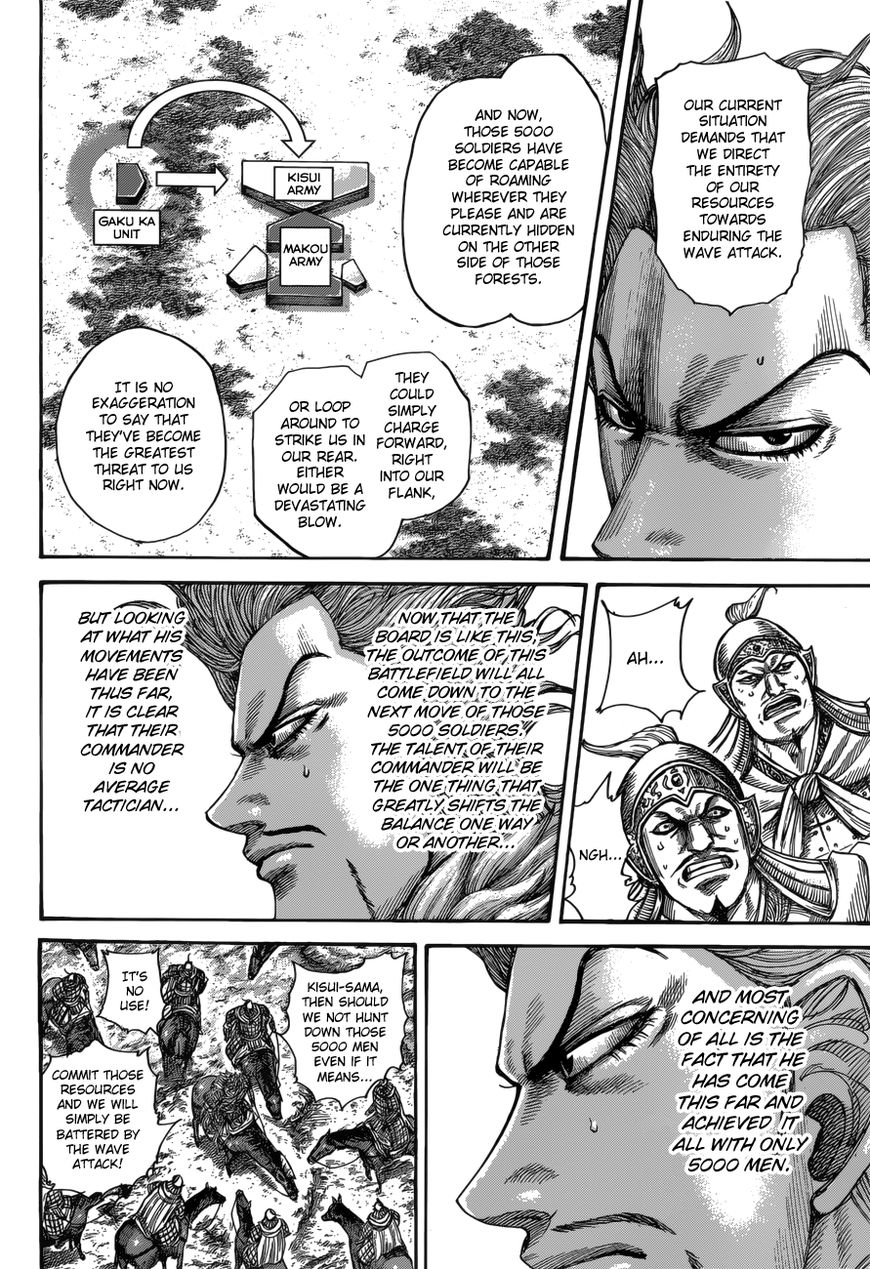 OUR CURRENT
SITUATION
DEMANDS THAT
WE DIRECT
THE ENTIRETY
OF OUR
RESOURCES
TOWARDS
ENDURING THE
WAVE ATTACK.
AND NOW,
THOSE 5000
SOLDIERS HAVE
BECOME CAPABLE
OF ROAMING
WHEREVER THEY
PLEASE AND ARE
CURRENTLY HIDDEN
ON THE OTHER
SIDE OF THOSE
FORESTS.
KISUI
ARMY
GAKU KA
UNIT
MAKOU
ARMY
THEY
COULD
SIMPLY
CHARGE
FORWARD,
RIGHT
INTO OUR
FLANK,
OR LOOP
AROUND TO
STRIKE US IN
OUR REAR.
EITHER
WOULD BE A
DEVASTATING
BLOW.
IT IS NO
EXAGGERATION
TO SAY THAT
THEY'VE BECOME
THE GREATEST
THREAT TO US
RIGHT NOW.
AH...
NGH...
NOW THAT THE
BOARD IS LIKE THIS,
THE OUTCOME OF THIS
BATTLEFIELD WILL ALL
COME DOWN TO THE
NEXT MOVE OF THOSE
5000 SOLDIERS.
THE TALENT OF THEIR
COMMANDER WILL BE
THE ONE THING THAT
GREATLY SHIFTS THE
BALANCE ONE WAY
OR ANOTHER...
BUT LOOKING
AT WHAT HIS
MOVEMENTS
HAVE BEEN
THUS FAR,
IT IS CLEAR
THAT THEIR
COMMANDER
IS NO
AVERAGE
TACTICIAN...
AND MOST
CONCERNING
OF ALL IS THE
FACT THAT HE
HAS COME
THIS FAR AND
ACHIEVED IT
ALL WITH ONLY
5000 MEN.
KISUI-SAMA,
THEN SHOULD
WE NOT HUNT
DOWN THOSE
5000 MEN
EVEN IF IT
MEANS...
IT'S
NO
USE!
COMMIT THOSE
RESOURCES
AND WE WILL
SIMPLY BE
BATTERED BY
THE WAVE
ATTACK!